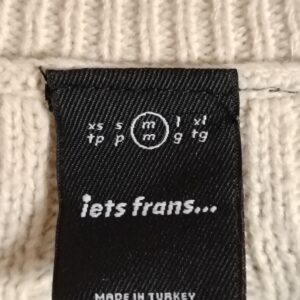 xs s m l xl
tp p m g tg
iets frans...
MADE IN TURKEY